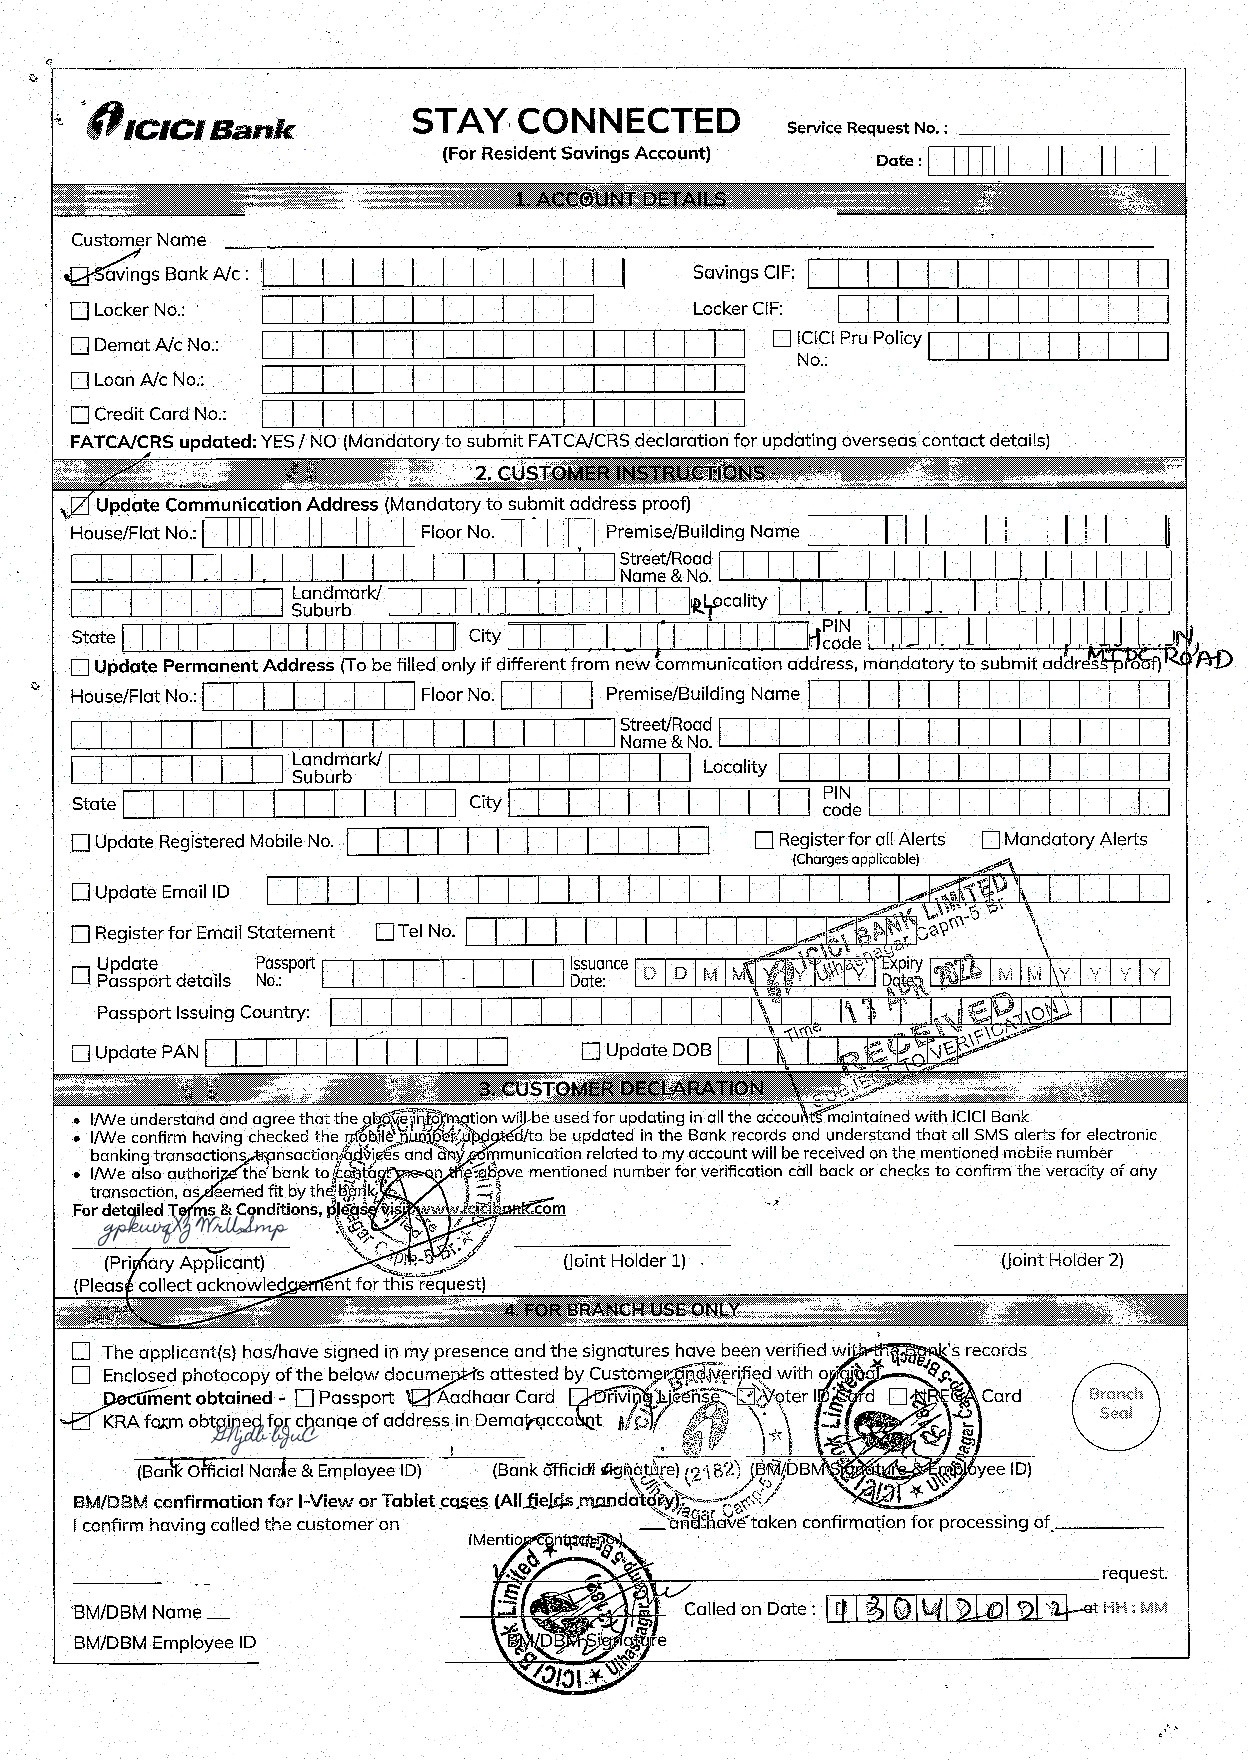 ICICI Bank
STAY CONNECTED
(For Resident Savings Account)
Service Request No. :
Date :
1. ACCOUNT DETAILS
Customer Name
Savings Bank A/c :
Savings CIF:
Locker No.:
Locker CIF:
Demat A/c No.:
ICICI Pru Policy
No.:
Loan A/c No.:
Credit Card No.:
FATCA/CRS updated: YES / NO (Mandatory to submit FATCA/CRS declaration for updating overseas contact details)
2. CUSTOMER INSTRUCTIONS
Update Communication Address (Mandatory to submit address proof)
House/Flat No.: Floor No. Premise/Building Name
Street/Road
Name & No.
Landmark/
Suburb
Locality
State City PIN
code
IN
MIDC ROAD
Update Permanent Address (To be filled only if different from new communication address, mandatory to submit address proof)
House/Flat No.: Floor No. Premise/Building Name
Street/Road
Name & No.
Landmark/
Suburb
Locality
State City PIN
code
Update Registered Mobile No. Register for all Alerts Mandatory Alerts
(Charges applicable)
Update Email ID
Register for Email Statement Tel No.
Update
Passport details
Passport
No.:
Issuance
Date:
D D M M Y Y Y Y
Expiry
Date:
M M Y Y Y Y
Passport Issuing Country:
Update PAN Update DOB
ICICI BANK LIMITED
Ulhasnagar Camp-5 Br.
17 APR 2022
Time
RECEIVED
SUBJECT TO VERIFICATION
3. CUSTOMER DECLARATION
• I/We understand and agree that the above information will be used for updating in all the accounts maintained with ICICI Bank
• I/We confirm having checked the mobile number updated/to be updated in the Bank records and understand that all SMS alerts for electronic
banking transactions, transaction advices and any communication related to my account will be received on the mentioned mobile number
• I/We also authorize the bank to contact me on the above mentioned number for verification call back or checks to confirm the veracity of any
transaction, as deemed fit by the bank.
For detailed Terms & Conditions, please visit www.icicibank.com
(Primary Applicant) (Joint Holder 1) (Joint Holder 2)
(Please collect acknowledgement for this request)
4. FOR BRANCH USE ONLY
The applicant(s) has/have signed in my presence and the signatures have been verified with the Bank's records
Enclosed photocopy of the below document is attested by Customer and verified with original
Document obtained - Passport Aadhaar Card Driving License Voter ID Card NREGA Card
KRA form obtained for change of address in Demat account
Branch
Seal
(Bank Official Name & Employee ID) (Bank official signature) (2182) (BM/DBM Signature & Employee ID)
Ulhasnagar Camp-5
ICICI Bank Limited
Ulhasnagar Camp-5 Branch
BM/DBM confirmation for I-View or Tablet cases (All fields mandatory):
I confirm having called the customer on and have taken confirmation for processing of
(Mention contact no)
request.
BM/DBM Name
Called on Date : 13042022 at HH : MM
BM/DBM Employee ID
BM/DBM Signature
ICICI Bank Limited
Ulhasnagar Camp-5 Branch